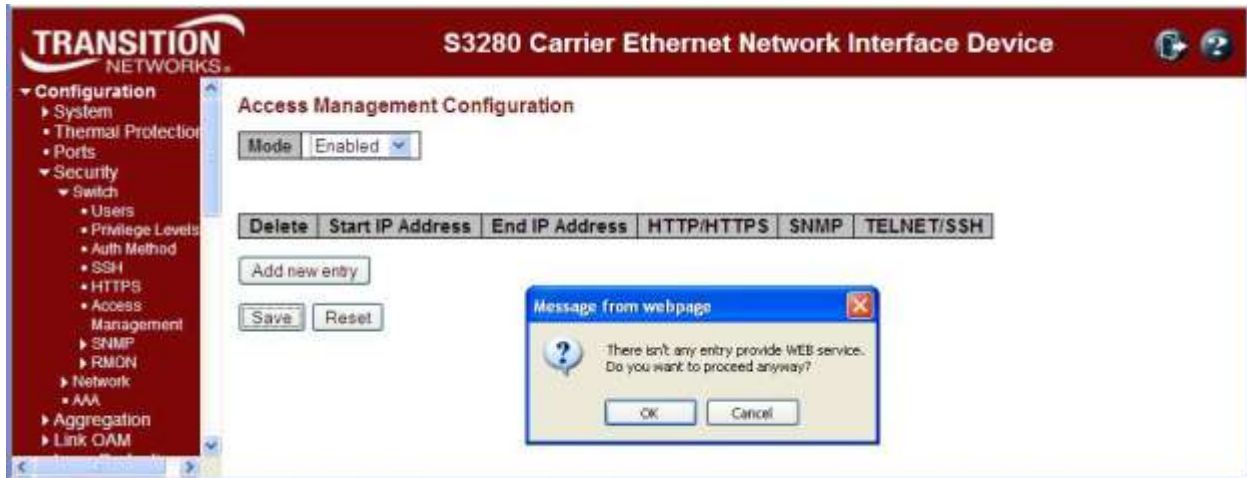 TRANSITION
NETWORKS®
S3280 Carrier Ethernet Network Interface Device
Configuration
System
Thermal Protection
Ports
Security
Switch
Users
Privilege Levels
Auth Method
SSH
HTTPS
Access
Management
SNMP
RMON
Network
AAA
Aggregation
Link OAM
Access Management Configuration
Mode Enabled
Delete Start IP Address End IP Address HTTP/HTTPS SNMP TELNET/SSH
Add new entry
Save Reset
Message from webpage
There isn't any entry provide WEB service.
Do you want to proceed anyway?
OK Cancel